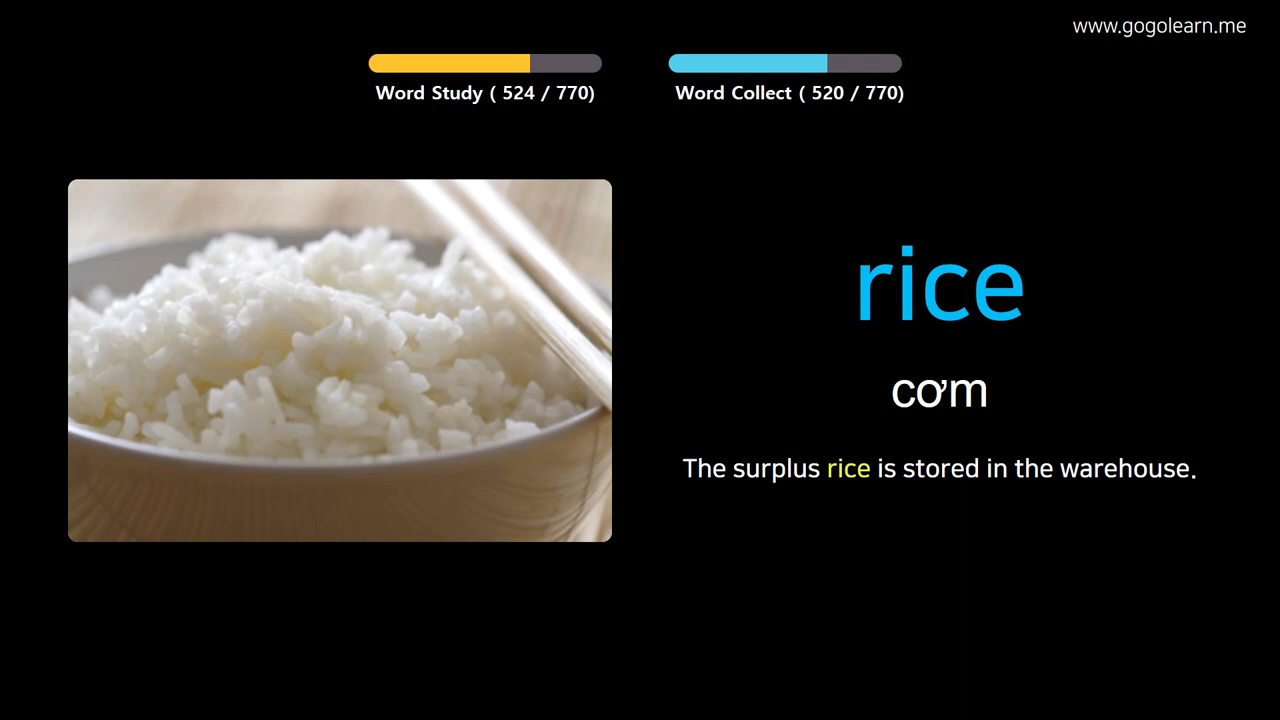 www.gogolearn.me
Word Study ( 524 / 770)
Word Collect ( 520 / 770)
rice
cơm
The surplus rice is stored in the warehouse.